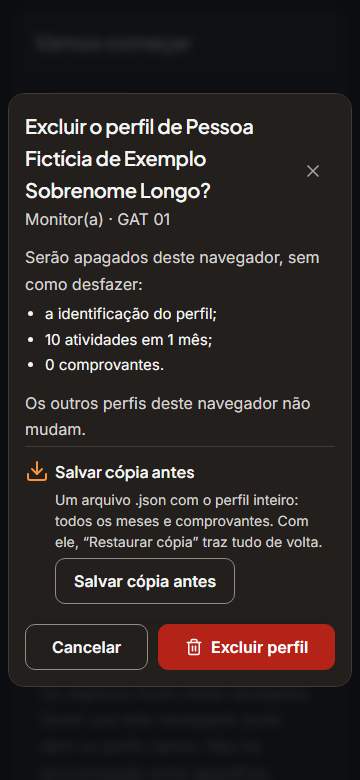 Excluir o perfil de Pessoa
Fictícia de Exemplo
Sobrenome Longo?
Monitor(a) · GAT 01
Serão apagados deste navegador, sem
como desfazer:
• a identificação do perfil;
• 10 atividades em 1 mês;
• 0 comprovantes.
Os outros perfis deste navegador não
mudam.
Salvar cópia antes
Um arquivo .json com o perfil inteiro:
todos os meses e comprovantes. Com
ele, “Restaurar cópia” traz tudo de volta.
Salvar cópia antes
Cancelar
Excluir perfil